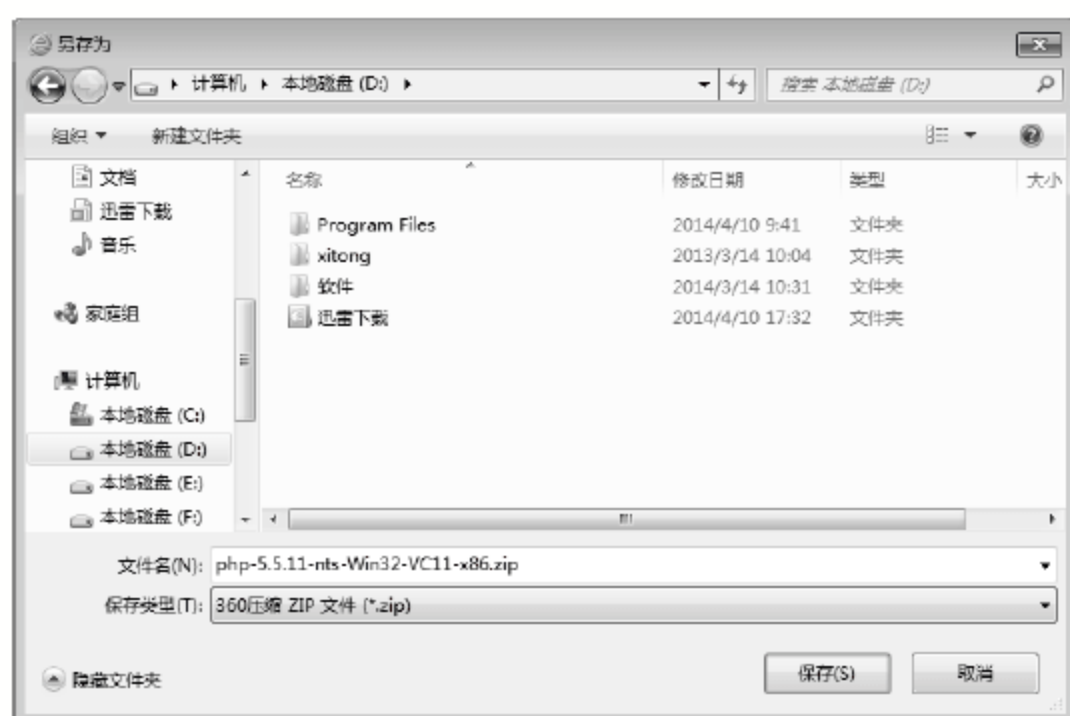 另存为
计算机 本地磁盘 (D:)
搜索 本地磁盘 (D:)
组织 新建文件夹
文档
迅雷下载
音乐
家庭组
计算机
本地磁盘 (C:)
本地磁盘 (D:)
本地磁盘 (E:)
本地磁盘 (F:)
名称 修改日期 类型 大小
Program Files 2014/4/10 9:41 文件夹
xitong 2013/3/14 10:04 文件夹
软件 2014/3/14 10:31 文件夹
迅雷下载 2014/4/10 17:32 文件夹
文件名(N): php-5.5.11-nts-Win32-VC11-x86.zip
保存类型(T): 360压缩 ZIP 文件 (*.zip)
隐藏文件夹
保存(S) 取消